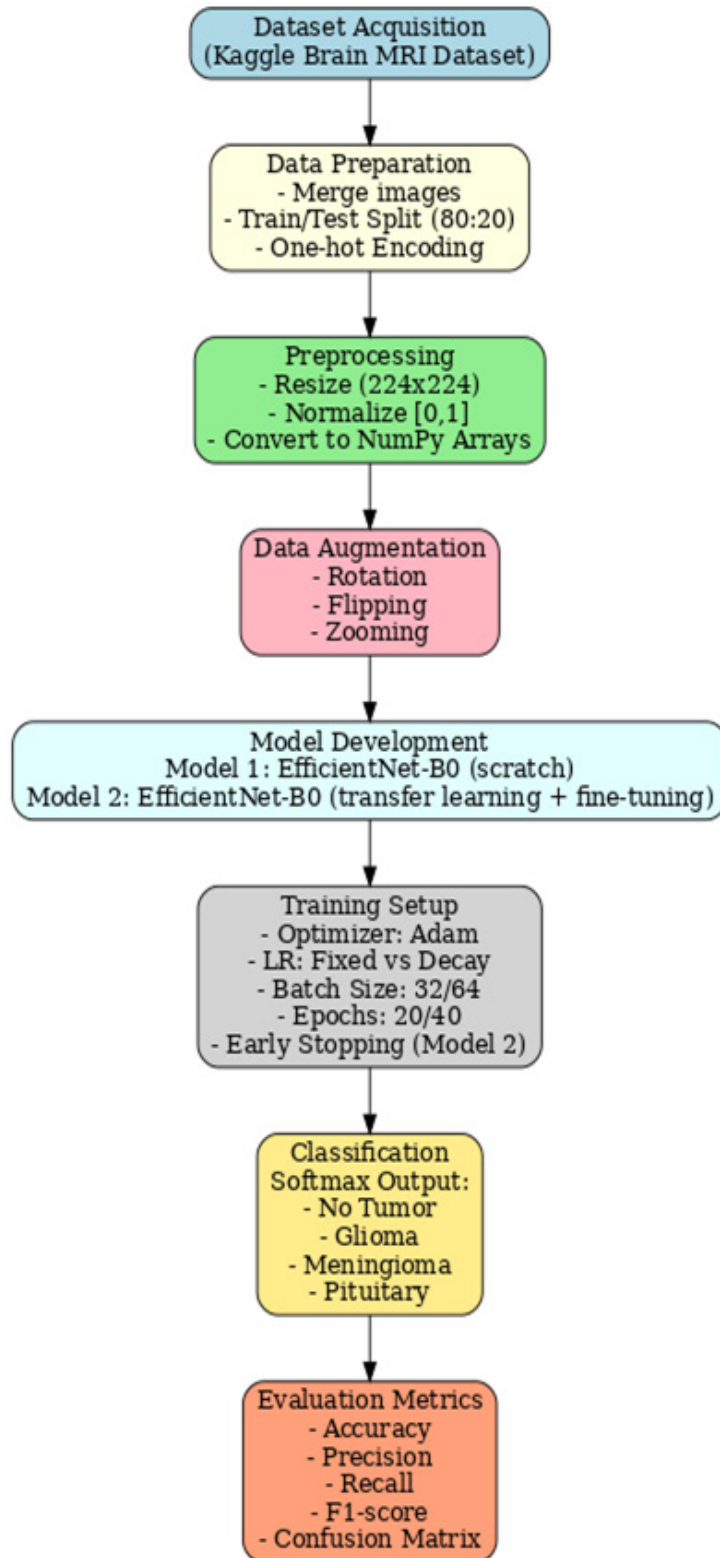 Dataset Acquisition
(Kaggle Brain MRI Dataset)
Data Preparation
- Merge images
- Train/Test Split (80:20)
- One-hot Encoding
Preprocessing
- Resize (224x224)
- Normalize [0,1]
- Convert to NumPy Arrays
Data Augmentation
- Rotation
- Flipping
- Zooming
Model Development
Model 1: EfficientNet-B0 (scratch)
Model 2: EfficientNet-B0 (transfer learning + fine-tuning)
Training Setup
- Optimizer: Adam
- LR: Fixed vs Decay
- Batch Size: 32/64
- Epochs: 20/40
- Early Stopping (Model 2)
Classification
Softmax Output:
- No Tumor
- Glioma
- Meningioma
- Pituitary
Evaluation Metrics
- Accuracy
- Precision
- Recall
- F1-score
- Confusion Matrix